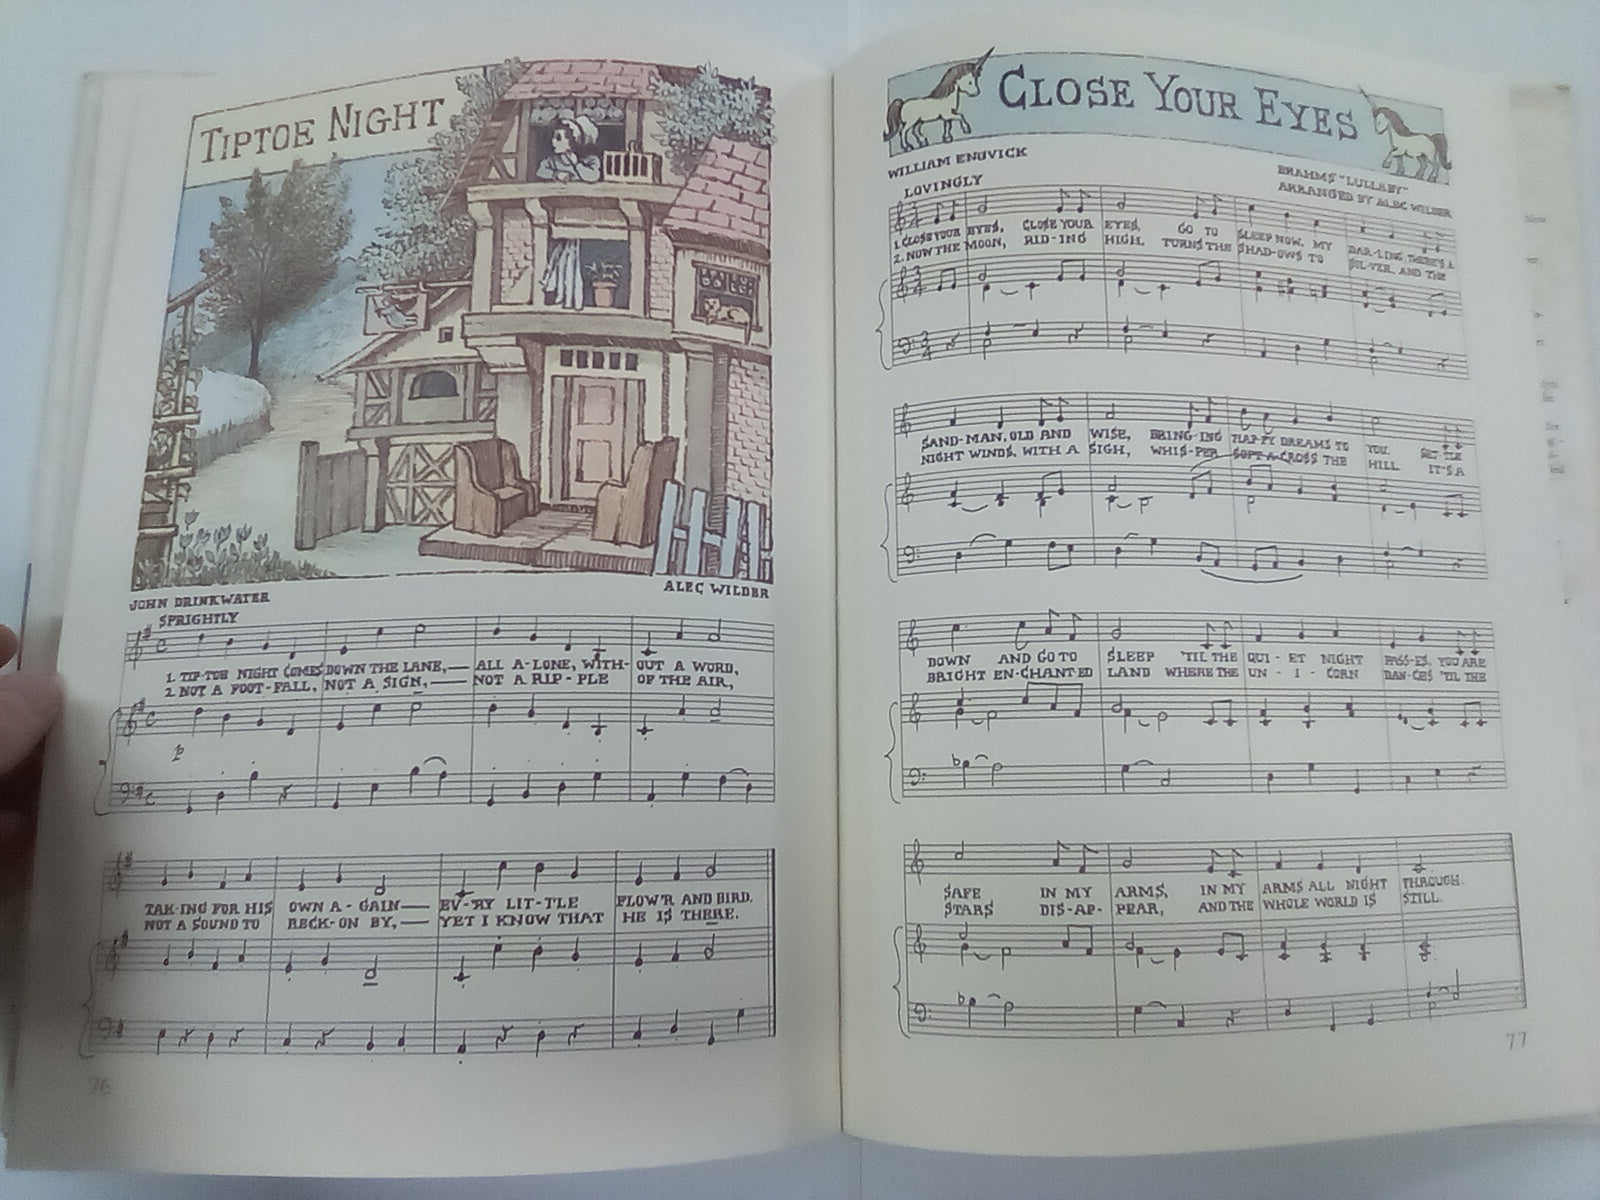 TIPTOE NIGHT
JOHN DRINKWATER
ALEC WILDER
SPRIGHTLY
1. TIP-TOE NIGHT COMES DOWN THE LANE,— ALL A-LONE, WITH- OUT A WORD,
2. NOT A FOOT-FALL, NOT A SIGN,— NOT A RIP-PLE OF THE AIR,
p
TAK-ING FOR HIS OWN A-GAIN— EV-'RY LIT-TLE FLOW'R AND BIRD.
NOT A SOUND TO BECK-ON BY,— YET I KNOW THAT HE IS THERE.
76
CLOSE YOUR EYES
WILLIAM ENGVICK
BRAHMS "LULLABY"
ARRANGED BY ALEC WILDER
LOVINGLY
1. CLOSE YOUR EYES, CLOSE YOUR EYES, GO TO SLEEP NOW, MY DAR-LING, THERE'S A
2. NOW THE MOON, RID-ING HIGH, TURNS THE SHAD-OWS TO SIL-VER, AND THE
3
4
SAND-MAN, OLD AND WISE, BRING-ING HAP-PY DREAMS TO YOU. SET
NIGHT WINDS, WITH A SIGH, WHIS-PER SOFT A-CROSS THE HILL IT'S A
DOWN AND GO TO SLEEP 'TIL THE QUI-ET NIGHT PASS-ES. YOU ARE
BRIGHT EN-CHANT-ED LAND WHERE THE UN-I-CORN DAN-CES 'TIL THE
SAFE IN MY ARMS, IN MY ARMS ALL NIGHT THROUGH.
STARS DIS-AP-PEAR, AND THE WHOLE WORLD IS STILL.
77